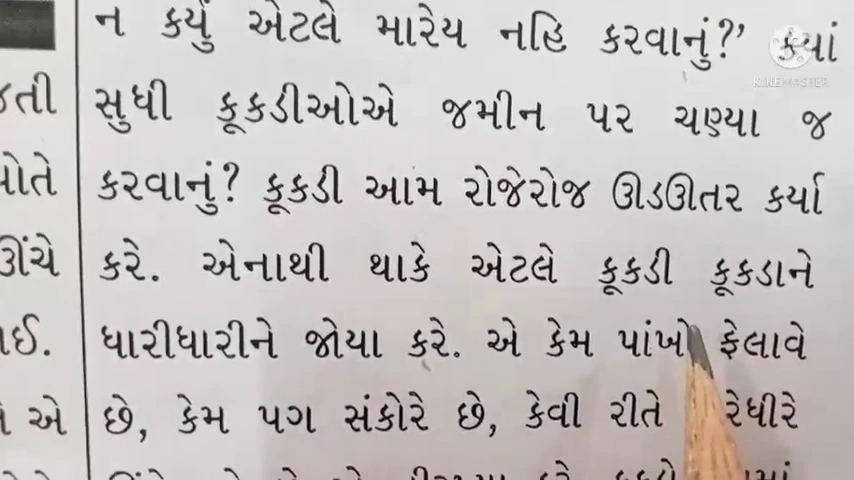 ન કર્યું એટલે મારેય નહિ કરવાનું?’ ક્યાં
સુધી કૂકડીઓએ જમીન પર ચણ્યા જ
કરવાનું? કૂકડી આમ રોજેરોજ ઊડઊતર કર્યા
કરે. એનાથી થાકે એટલે કૂકડી કૂકડાને
ધારીધારીને જોયા કરે. એ કેમ પાંખો ફેલાવે
છે, કેમ પગ સંકોરે છે, કેવી રીતે
ઊંચે
એ
KINEMASTER